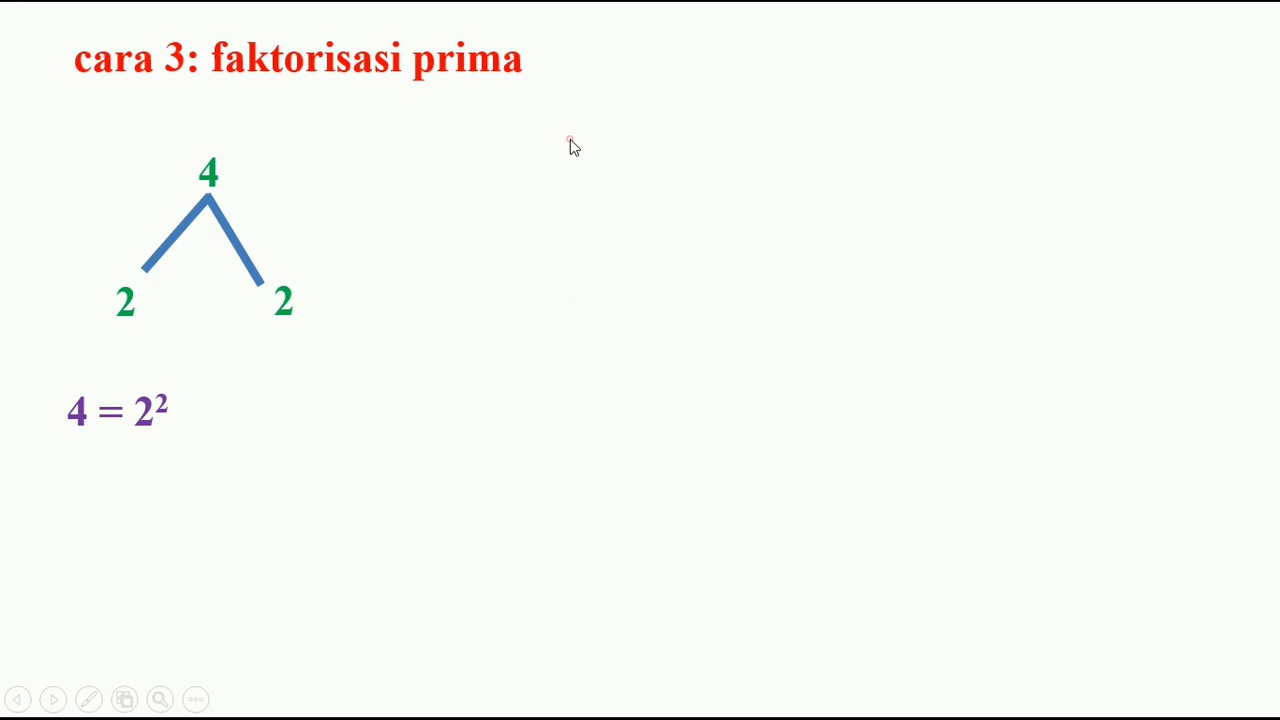 cara 3: faktorisasi prima
4
2 2
4 = 2²